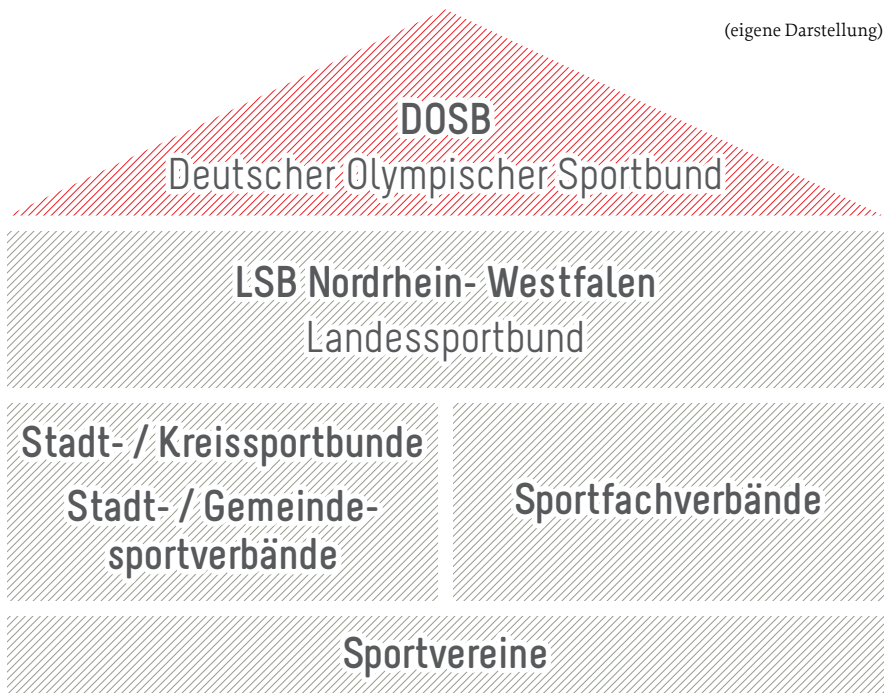 (eigene Darstellung)
DOSB
Deutscher Olympischer Sportbund
LSB Nordrhein- Westfalen
Landessportbund
Stadt- / Kreissportbunde
Stadt- / Gemeinde-
sportverbände
Sportfachverbände
Sportvereine